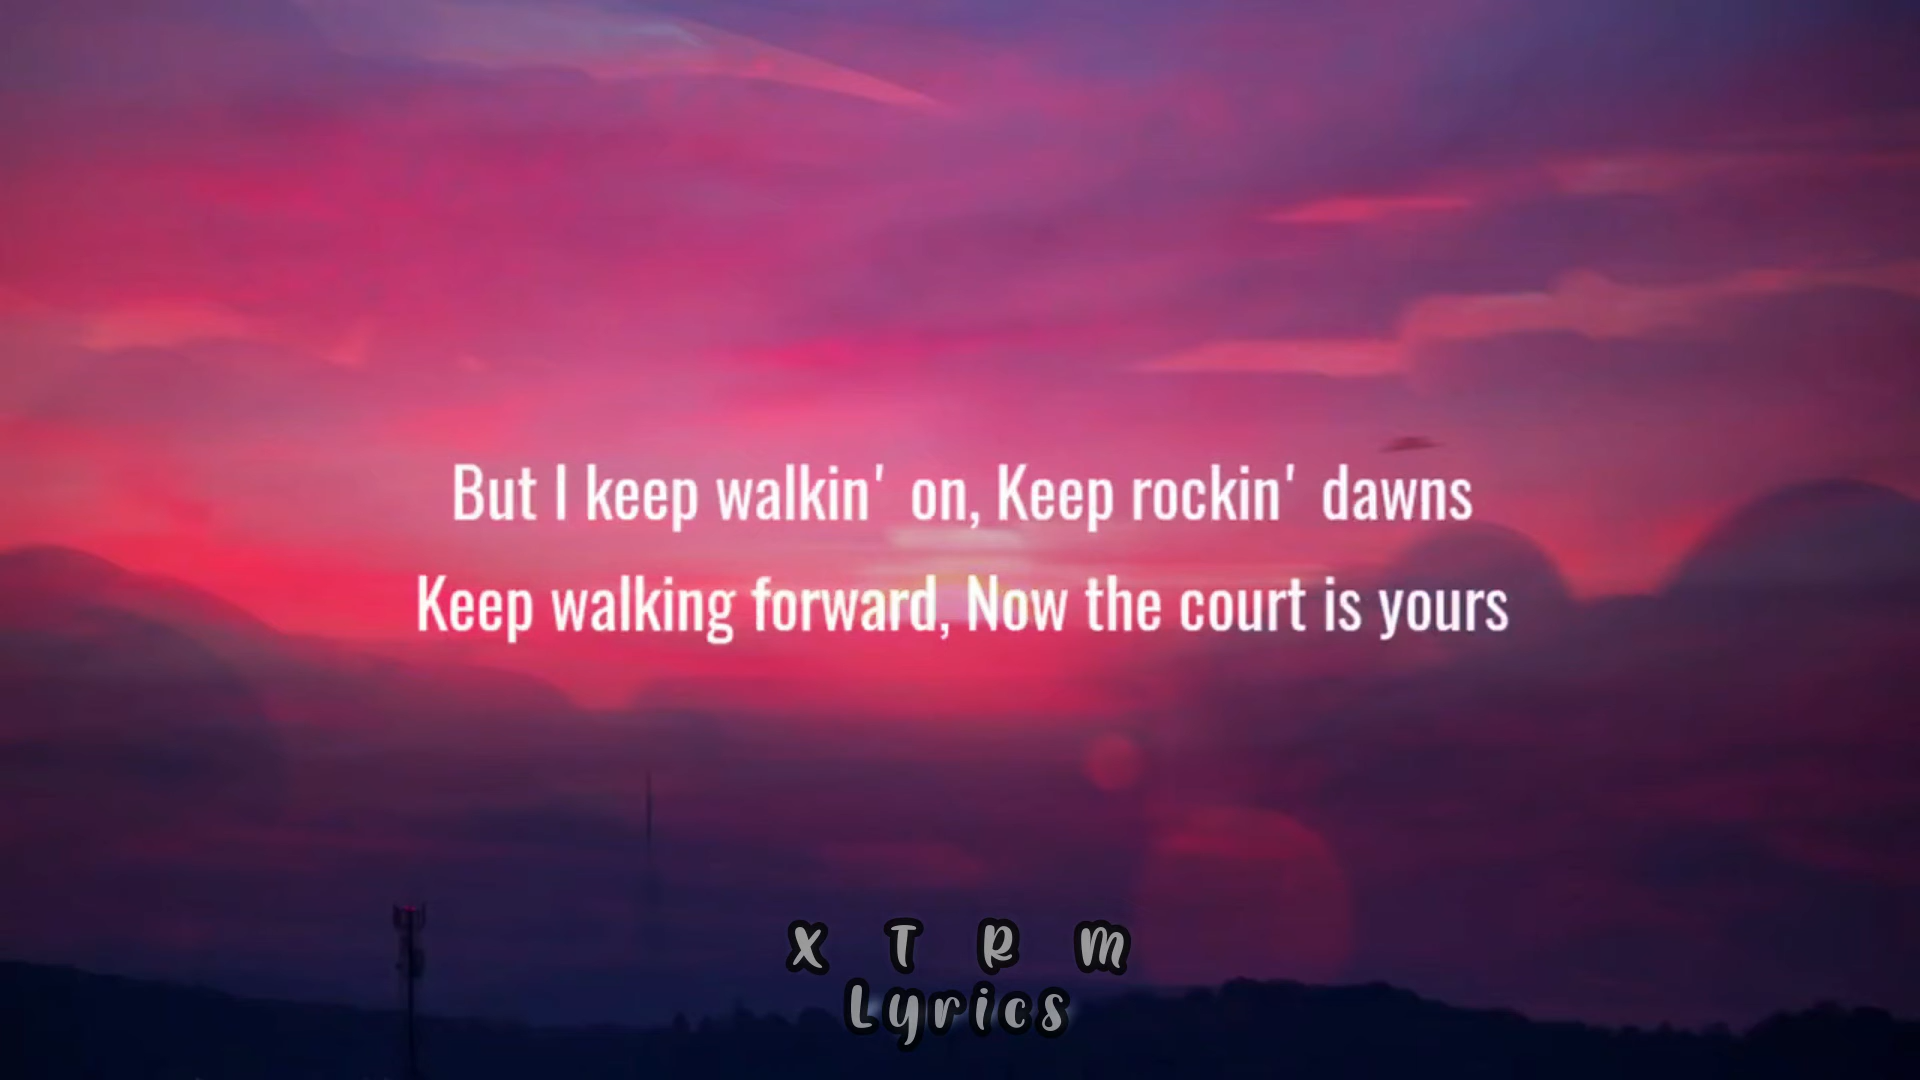 But I keep walkin' on, Keep rockin' dawns
Keep walking forward, Now the court is yours
X T R M
Lyrics